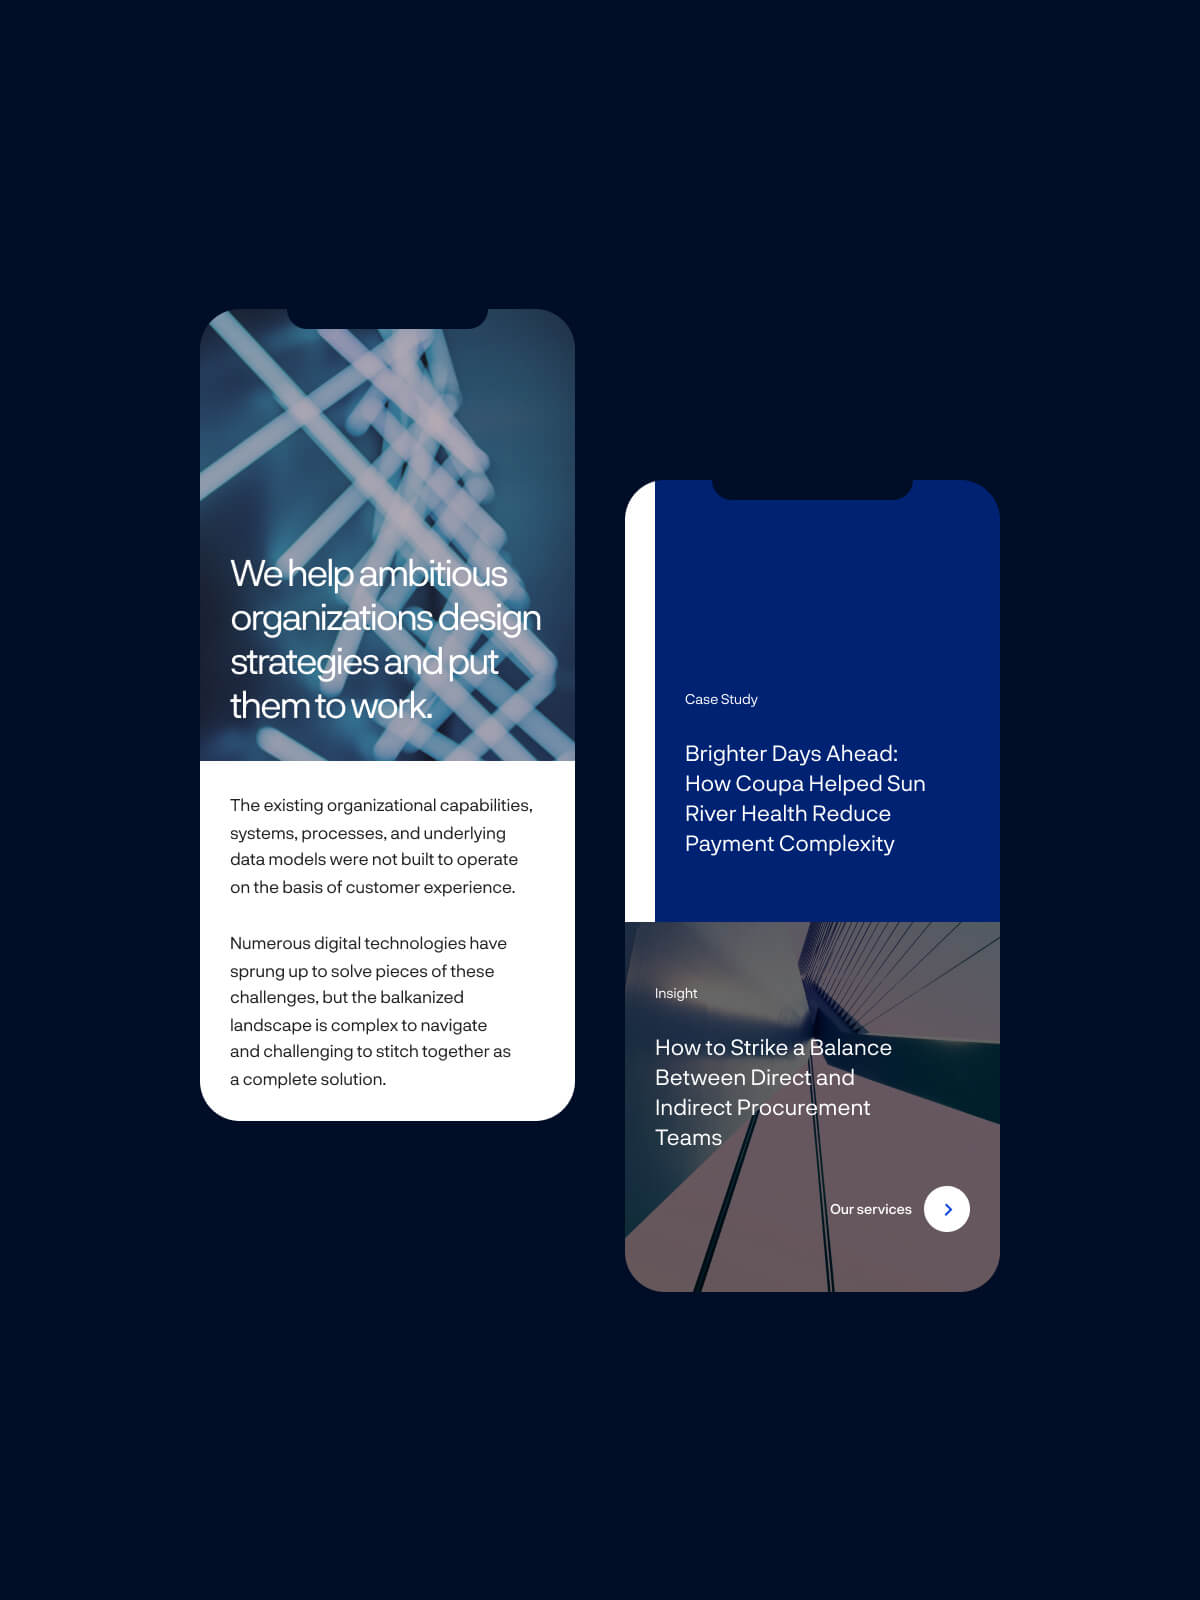 We help ambitious
organizations design
strategies and put
them to work.
The existing organizational capabilities,
systems, processes, and underlying
data models were not built to operate
on the basis of customer experience.
Numerous digital technologies have
sprung up to solve pieces of these
challenges, but the balkanized
landscape is complex to navigate
and challenging to stitch together as
a complete solution.
Case Study
Brighter Days Ahead:
How Coupa Helped Sun
River Health Reduce
Payment Complexity
Insight
How to Strike a Balance
Between Direct and
Indirect Procurement
Teams
Our services